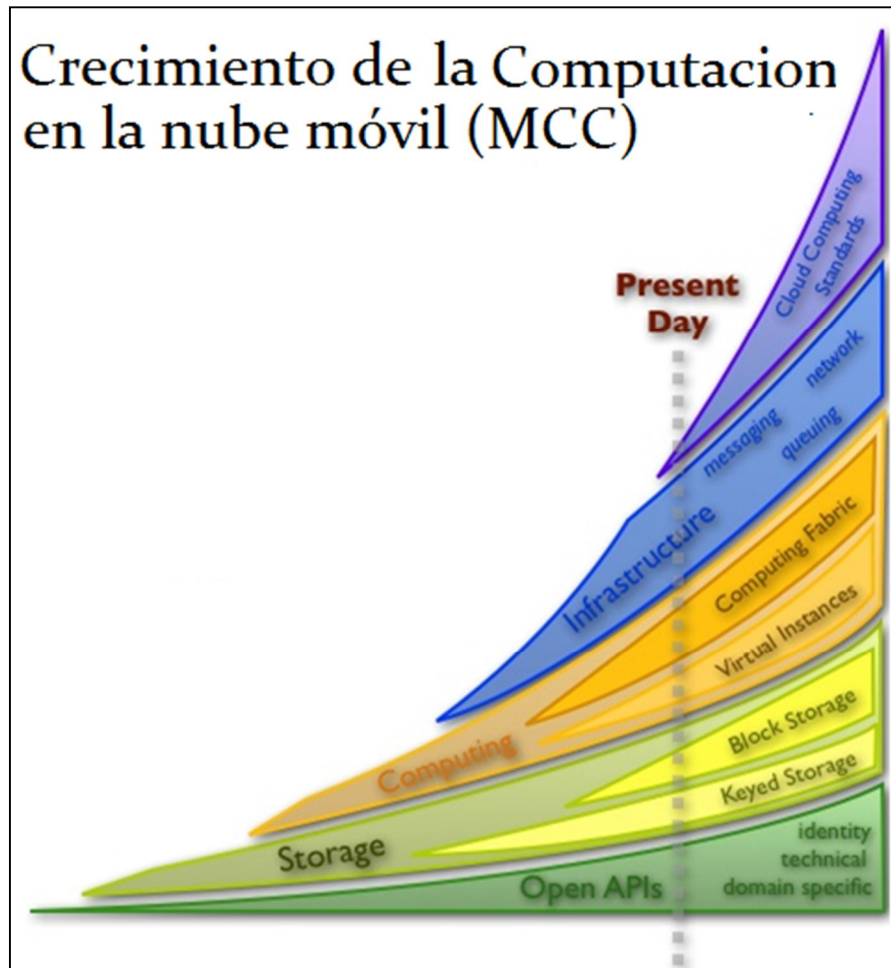 Crecimiento de la Computacion
en la nube móvil (MCC)
Cloud Computing
Standards
Present
Day
network
messaging
queuing
Infrastructure
Computing Fabric
Virtual Instances
Computing
Block Storage
Keyed Storage
Storage
identity
technical
domain specific
Open APIs